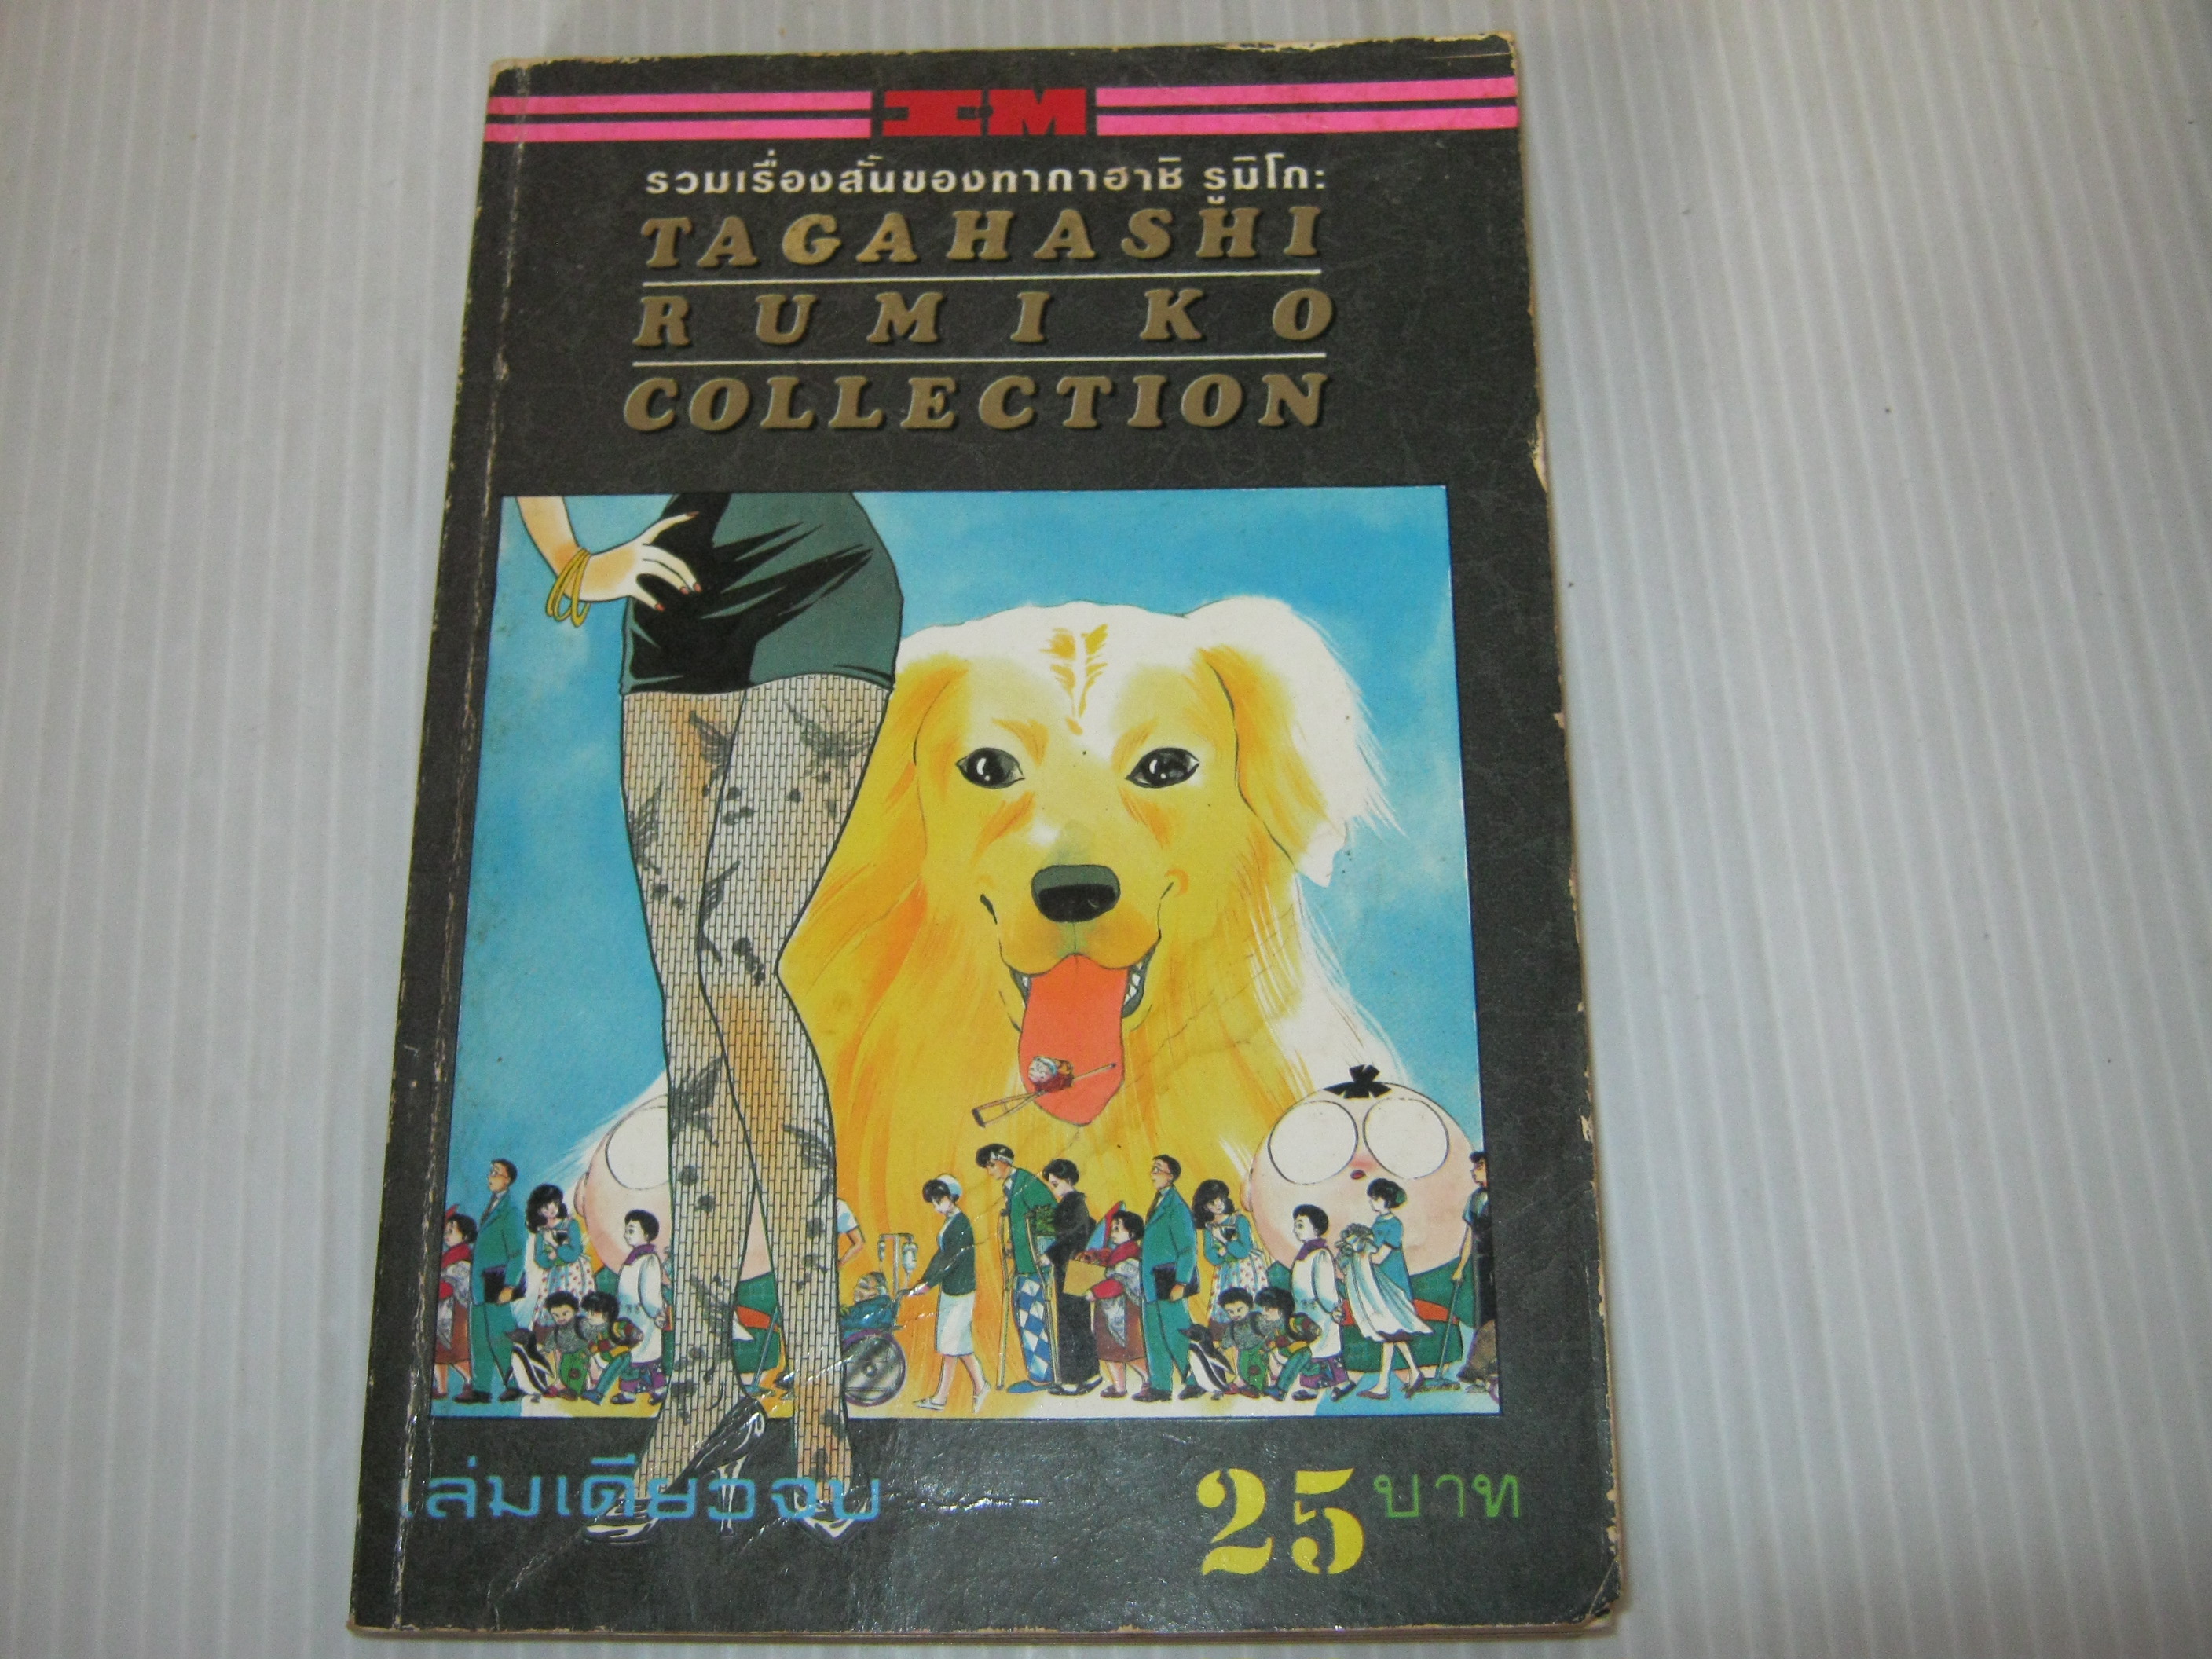 IM
รวมเรื่องสั้นของทากาฮาชิ รูมิโกะ
TAGAHASHI
RUMIKO
COLLECTION
เล่มเดียวจบ
25 บาท